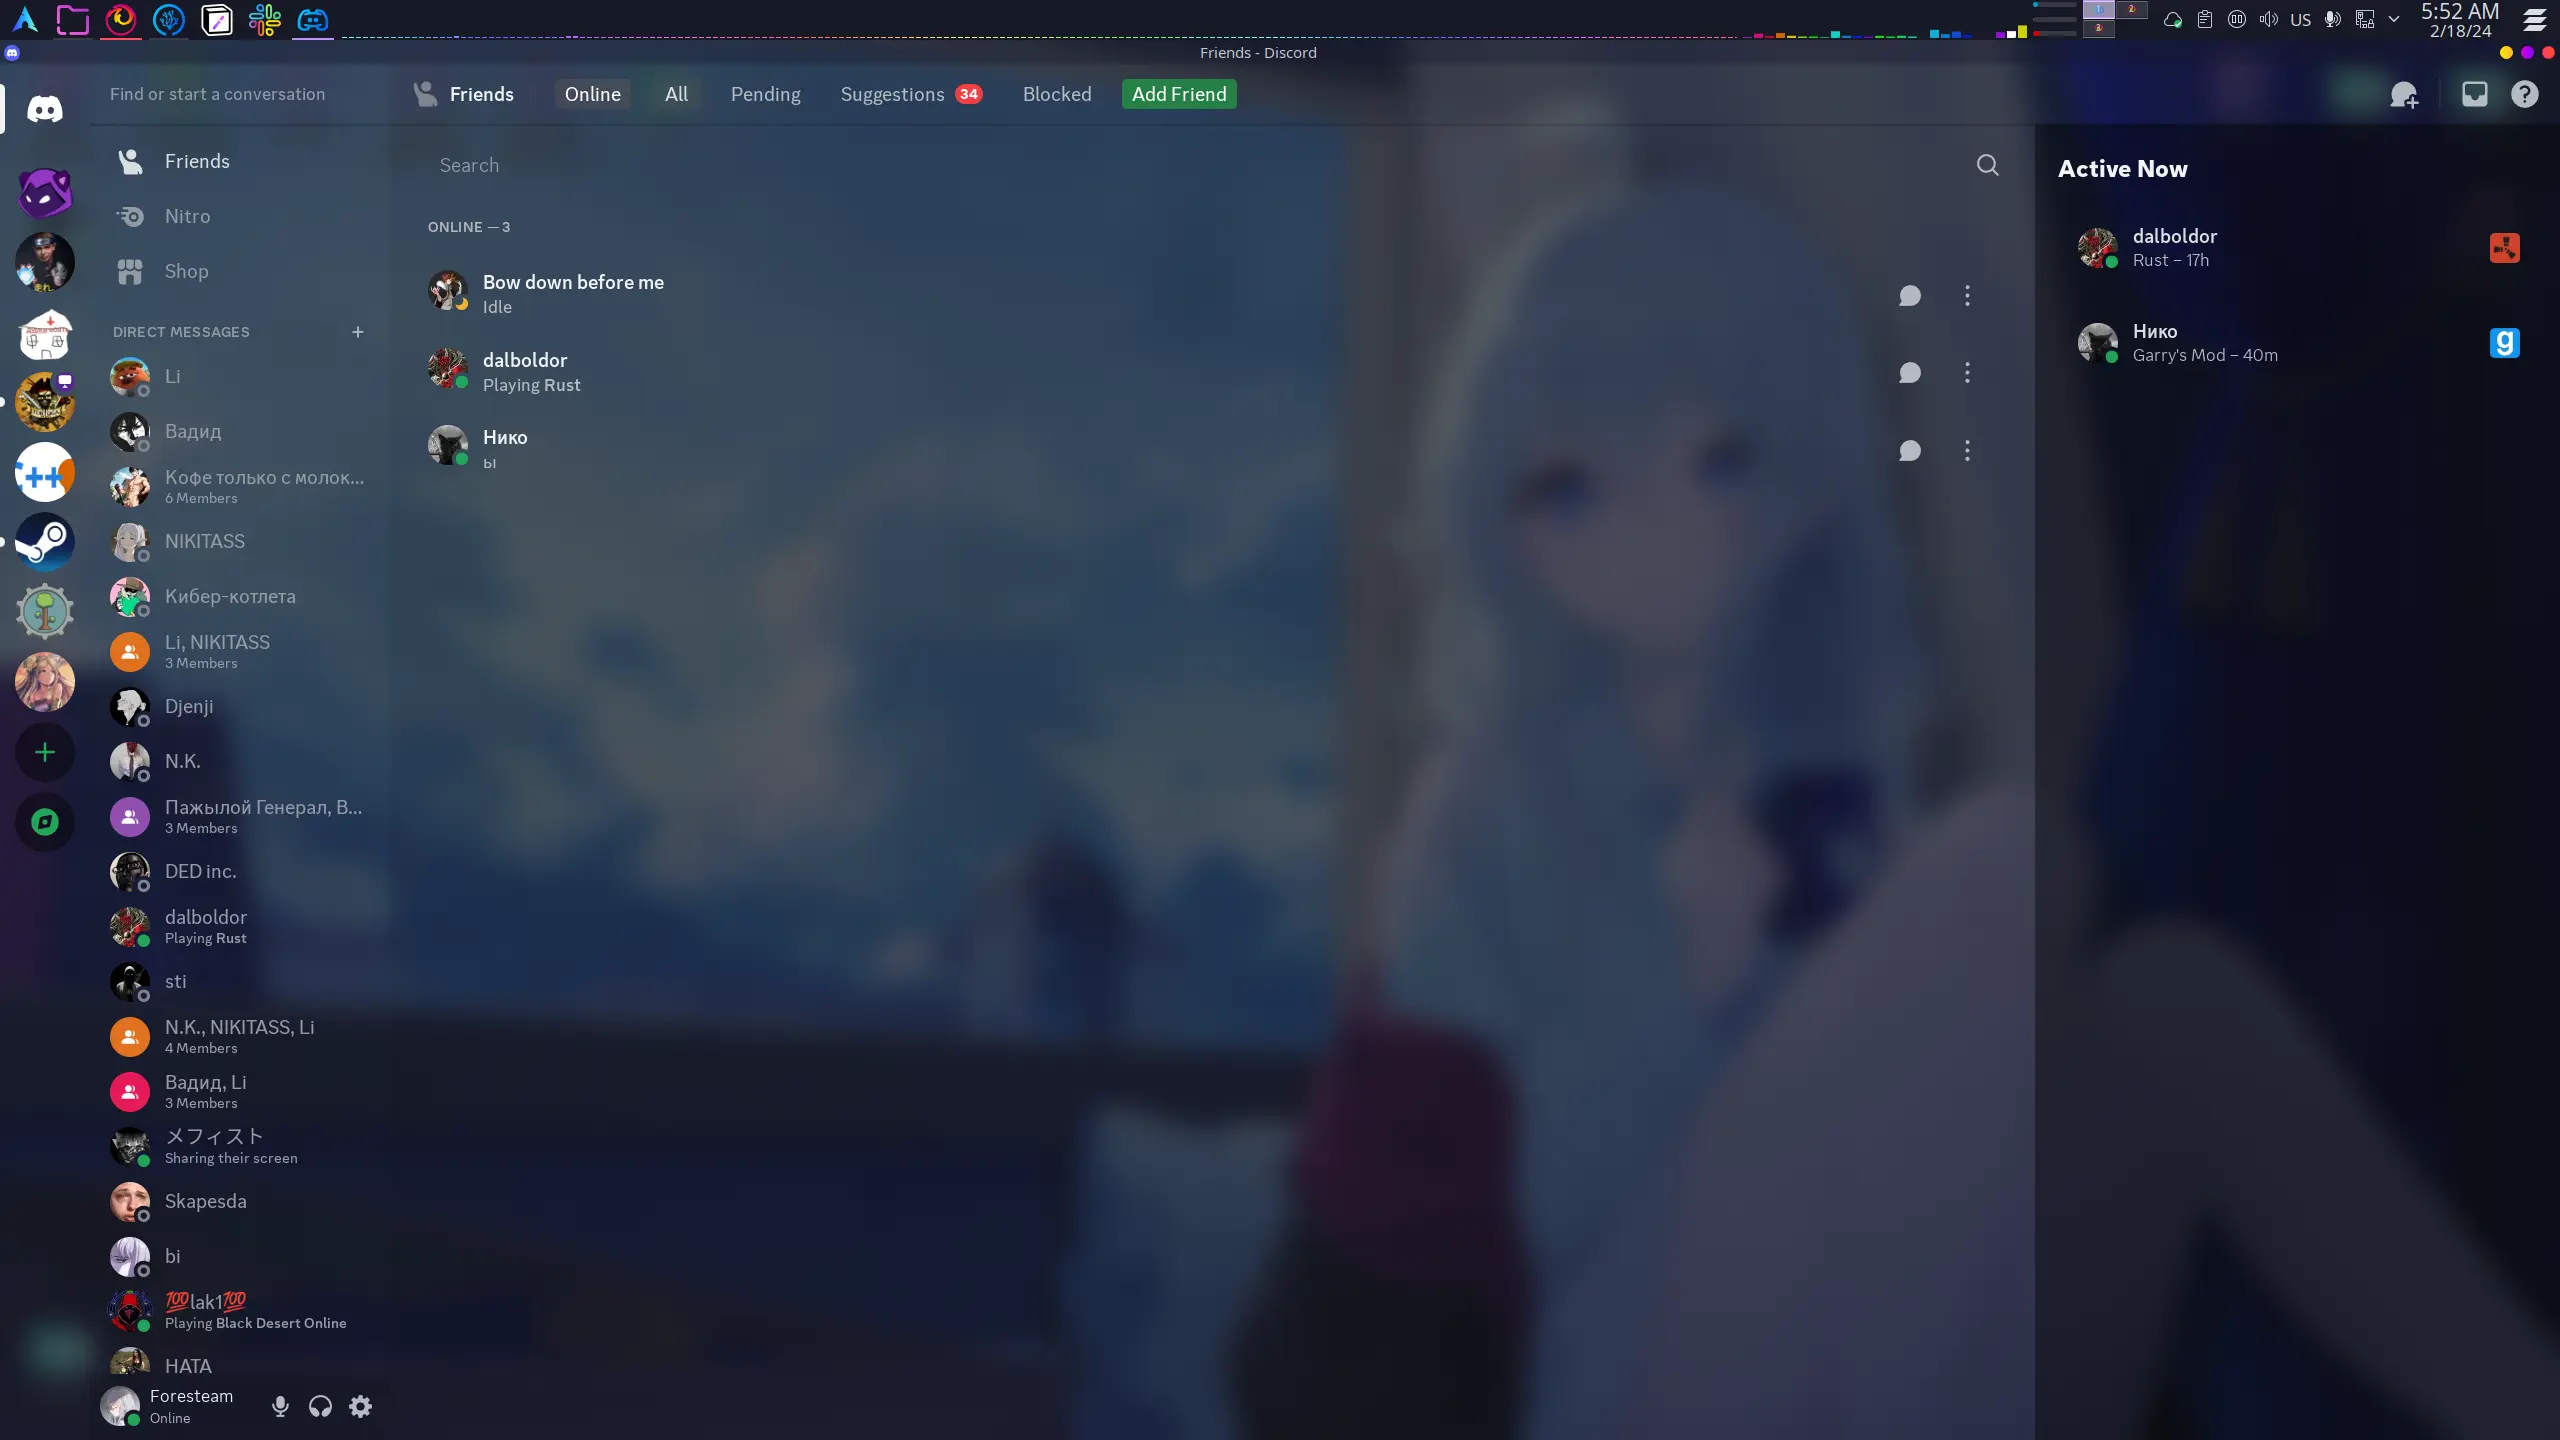 US
5:52 AM
2/18/24
Friends - Discord
Find or start a conversation
Friends
Online
All
Pending
Suggestions 34
Blocked
Add Friend
Friends
Nitro
Shop
DIRECT MESSAGES
Li
Вадид
Кофе только с молок...
6 Members
NIKITASS
Кибер-котлета
Li, NIKITASS
3 Members
Djenji
N.K.
Пажылой Генерал, В...
3 Members
DED inc.
dalboldor
Playing Rust
sti
N.K., NIKITASS, Li
4 Members
Вадид, Li
3 Members
メフィスト
Sharing their screen
Skapesda
bi
💯lak1💯
Playing Black Desert Online
НАТА
Foresteam
Online
Search
ONLINE — 3
Bow down before me
Idle
dalboldor
Playing Rust
Нико
ы
Active Now
dalboldor
Rust – 17h
Нико
Garry's Mod – 40m